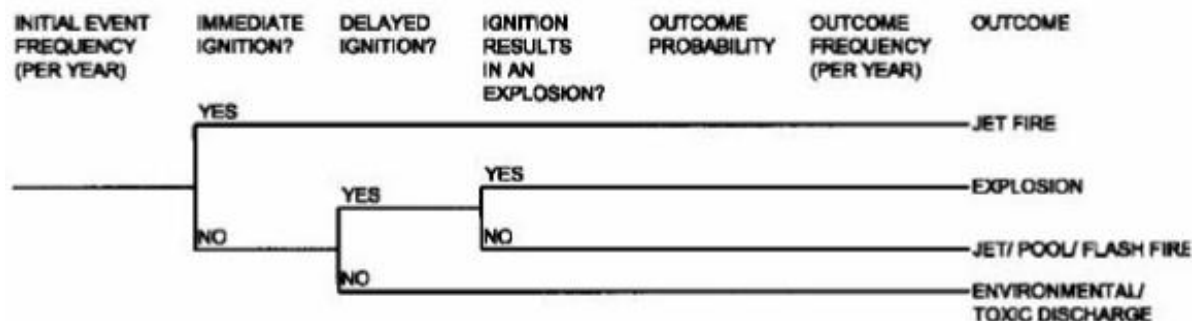 INITIAL EVENT
FREQUENCY
(PER YEAR)
IMMEDIATE
IGNITION?
DELAYED
IGNITION?
IGNITION
RESULTS
IN AN
EXPLOSION?
OUTCOME
PROBABILITY
OUTCOME
FREQUENCY
(PER YEAR)
OUTCOME
YES
JET FIRE
YES
EXPLOSION
YES
NO
NO
JET/ POOL/ FLASH FIRE
NO
ENVIRONMENTAL/
TOXIC DISCHARGE